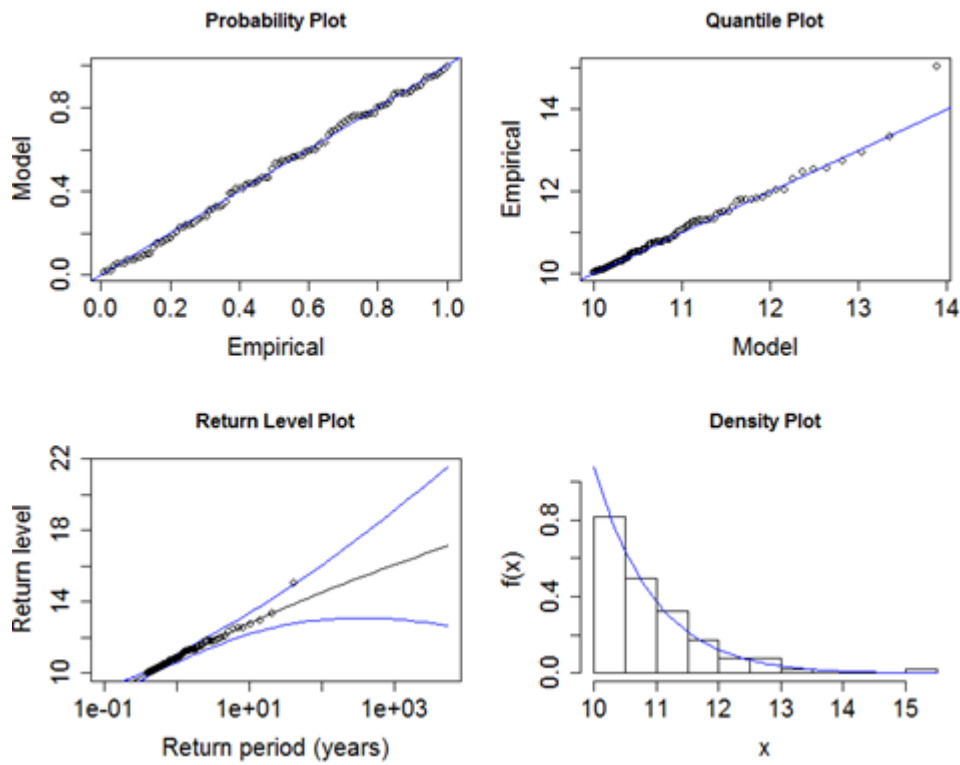 Probability Plot
Model
0.0 0.4 0.8
0.0 0.2 0.4 0.6 0.8 1.0
Empirical
Quantile Plot
Empirical
10 12 14
10 11 12 13 14
Model
Return Level Plot
Return level
10 14 18 22
1e-01 1e+01 1e+03
Return period (years)
Density Plot
f(x)
0.0 0.4 0.8
10 11 12 13 14 15
x